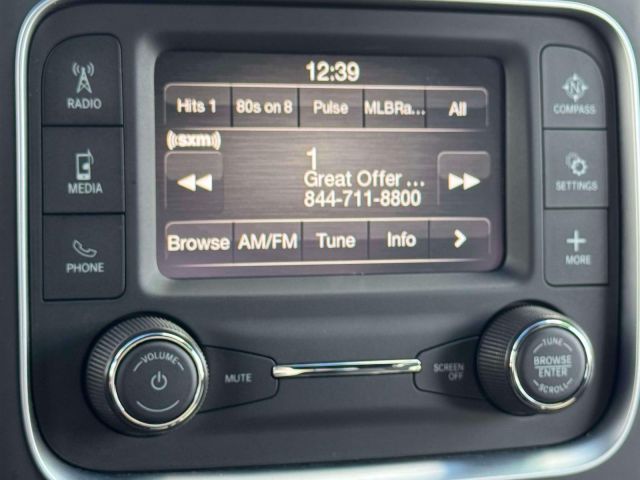 12:39
RADIO
Hits 1 80s on 8 Pulse MLBRa... All
COMPASS
N
((sxm))
MEDIA
1
Great Offer ...
844-711-8800
SETTINGS
PHONE
Browse AM/FM Tune Info >
MORE
VOLUME
MUTE
SCREEN OFF
TUNE
BROWSE
ENTER
SCROLL